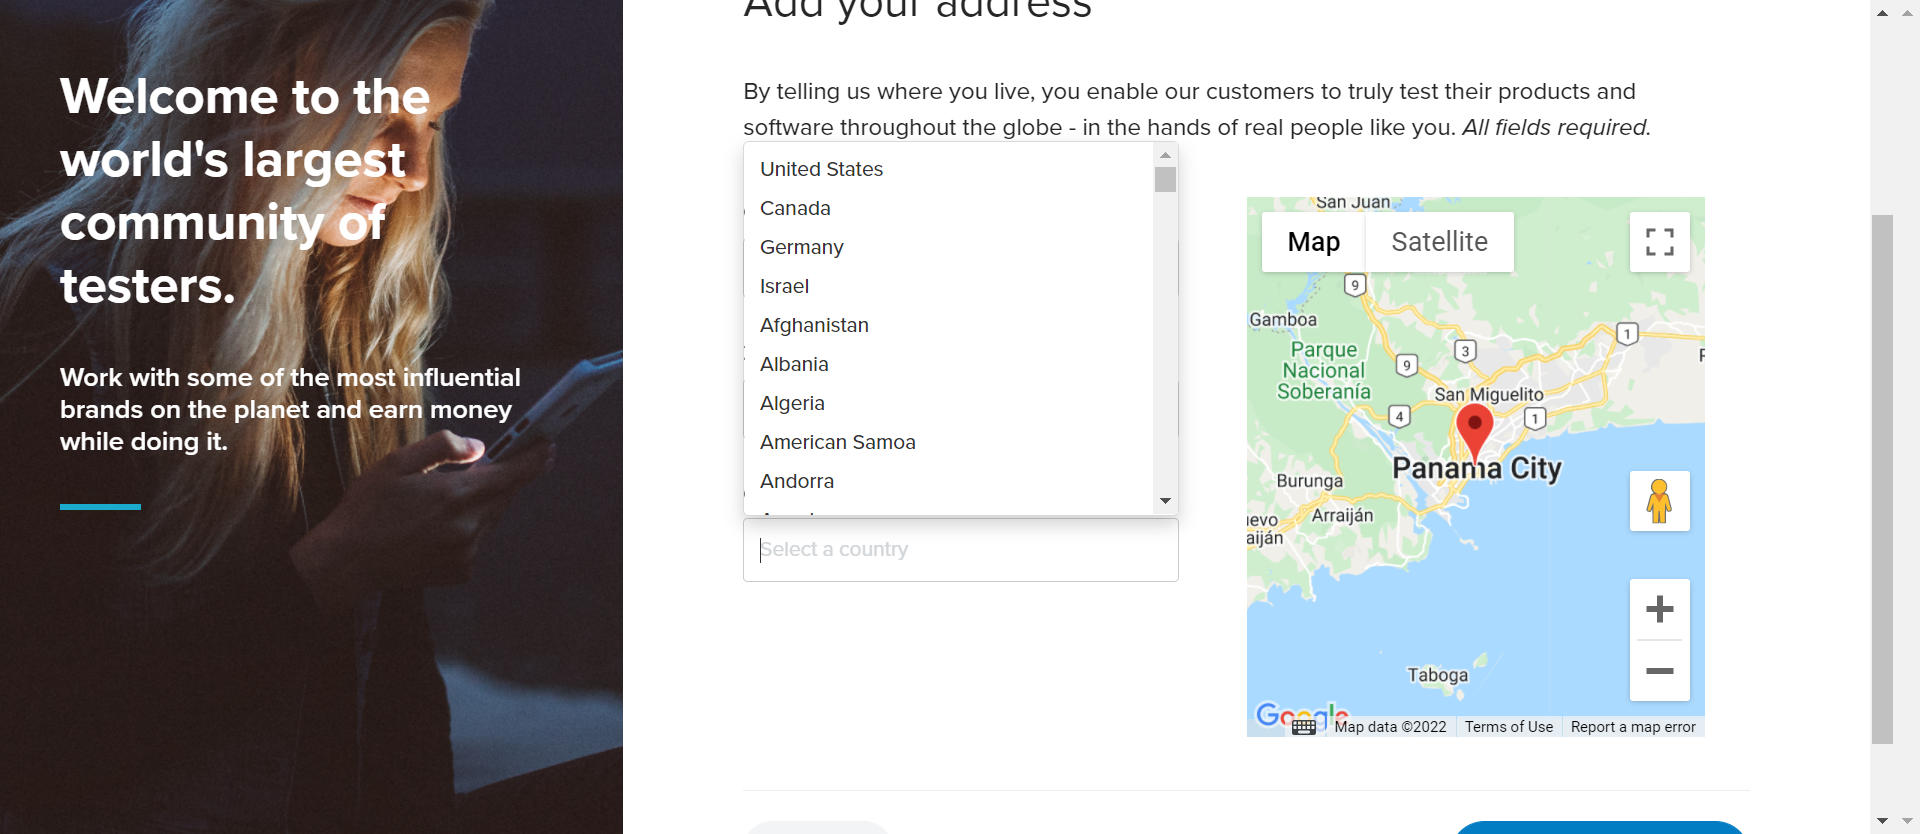 Welcome to the
world's largest
community of
testers.
Work with some of the most influential
brands on the planet and earn money
while doing it.
Add your address
By telling us where you live, you enable our customers to truly test their products and
software throughout the globe - in the hands of real people like you. All fields required.
United States
Canada
Germany
Israel
Afghanistan
Albania
Algeria
American Samoa
Andorra
Select a country
San Juan
Map
Satellite
9
Gamboa
1
3
Parque
Nacional
Soberanía
9
San Miguelito
4
1
Panama City
Burunga
Arraiján
Taboga
Google
Map data ©2022
Terms of Use
Report a map error